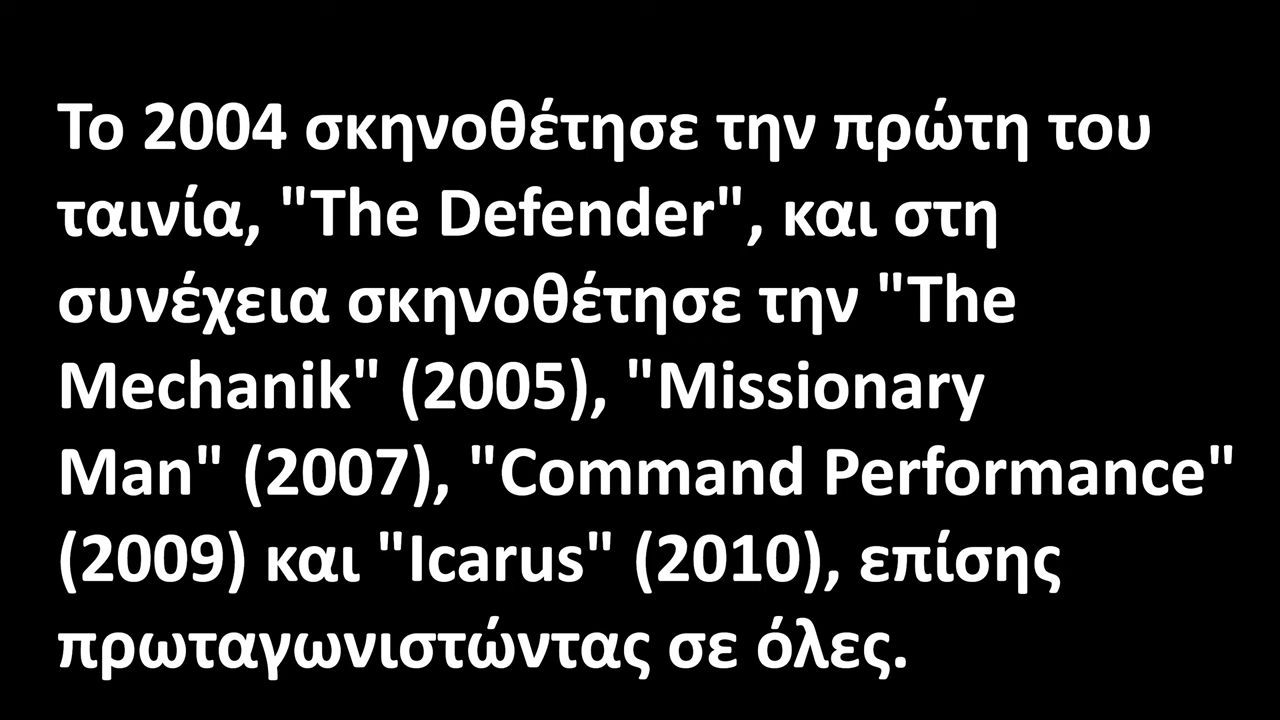 Το 2004 σκηνοθέτησε την πρώτη του
ταινία, "The Defender", και στη
συνέχεια σκηνοθέτησε την "The
Mechanik" (2005), "Missionary
Man" (2007), "Command Performance"
(2009) και "Icarus" (2010), επίσης
πρωταγωνιστώντας σε όλες.